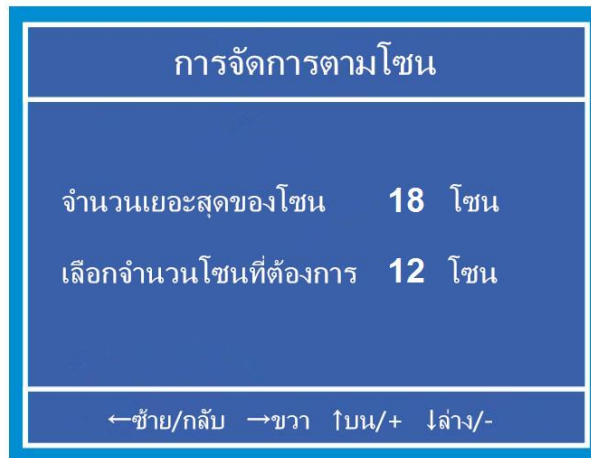 การจัดการตามโซน
จำนวนเยอะสุดของโซน 18 โซน
เลือกจำนวนโซนที่ต้องการ 12 โซน
←ซ้าย/กลับ →ขวา ↑บน/+ ↓ล่าง/-